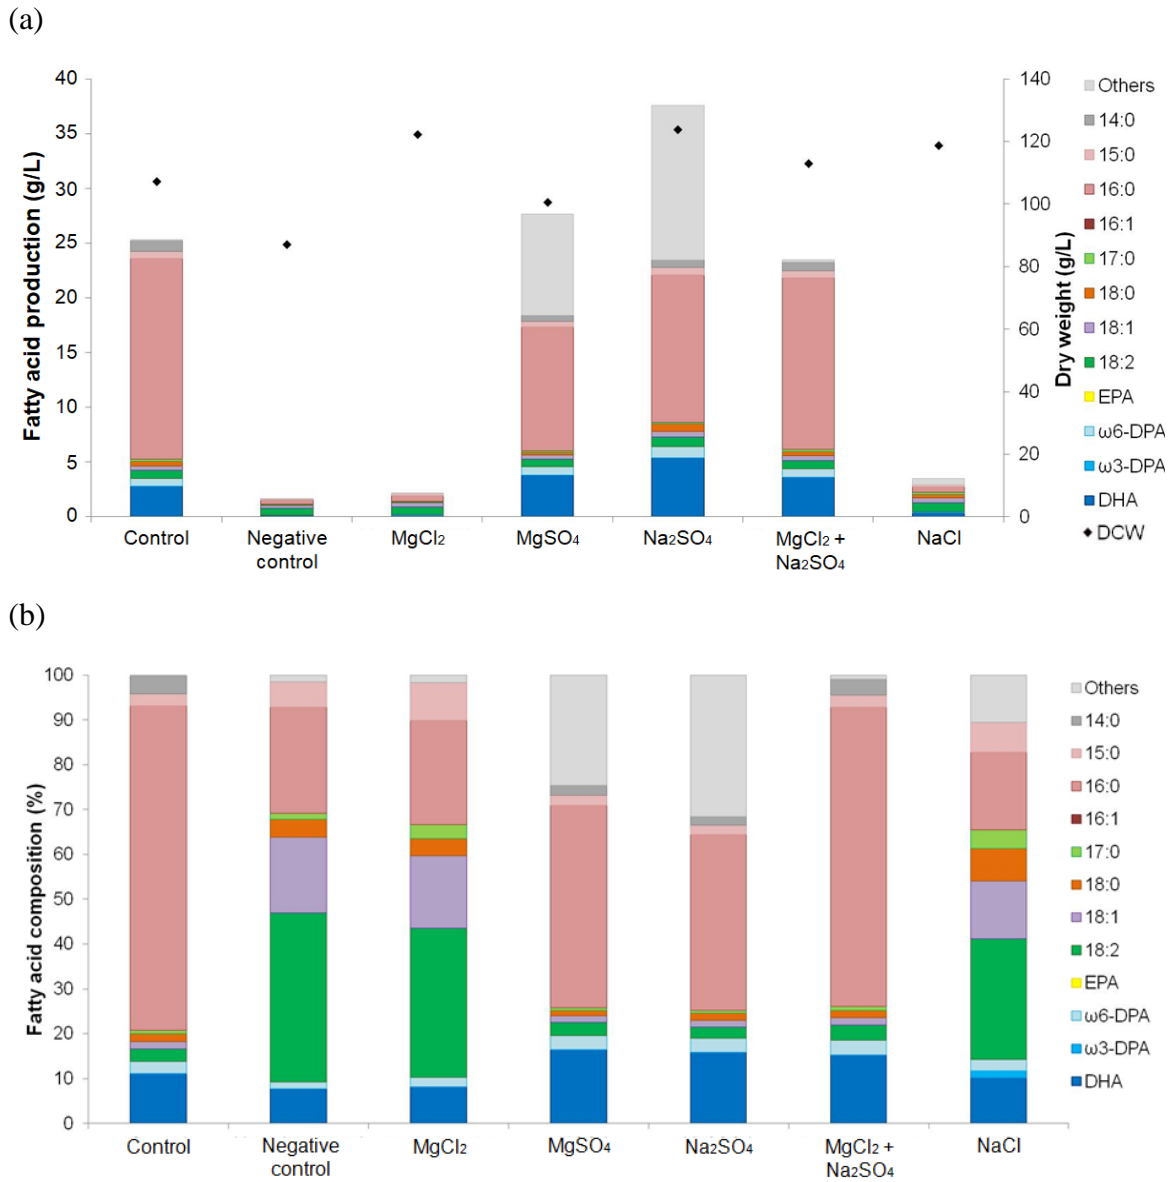 (a)
Fatty acid production (g/L)
40
35
30
25
20
15
10
5
0
140
120
100
80
60
40
20
0
Dry weight (g/L)
Control
Negative control
MgCl₂
MgSO₄
Na₂SO₄
MgCl₂ + Na₂SO₄
NaCl
Others
14:0
15:0
16:0
16:1
17:0
18:0
18:1
18:2
EPA
ω6-DPA
ω3-DPA
DHA
DCW
(b)
Fatty acid composition (%)
100
90
80
70
60
50
40
30
20
10
0
Control
Negative control
MgCl₂
MgSO₄
Na₂SO₄
MgCl₂ + Na₂SO₄
NaCl
Others
14:0
15:0
16:0
16:1
17:0
18:0
18:1
18:2
EPA
ω6-DPA
ω3-DPA
DHA